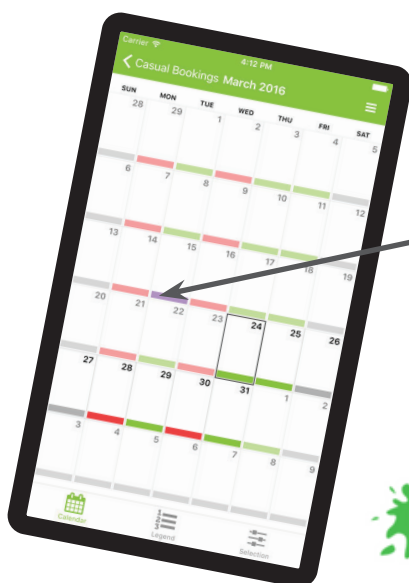 Carrier 4:12 PM
Casual Bookings March 2016
SUN MON TUE WED THU FRI SAT
28 29 1 2 3 4 5
6 7 8 9 10 11 12
13 14 15 16 17 18 19
20 21 22 23 24 25 26
27 28 29 30 31 1 2
3 4 5 6 7 8 9
Calendar Legend Selection